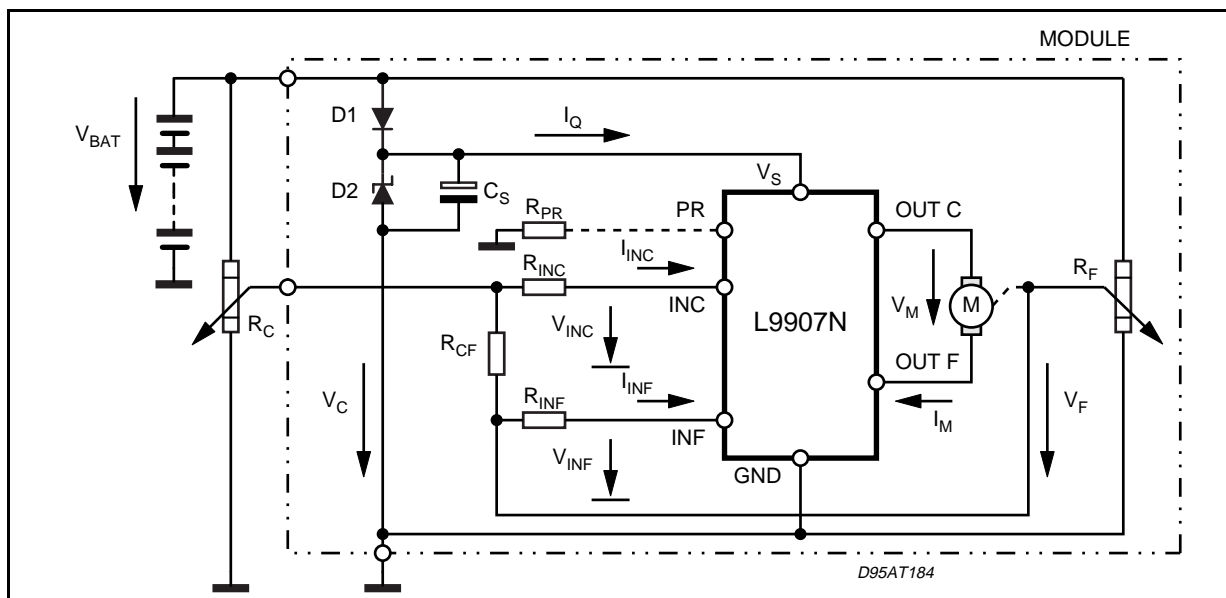 MODULE
V_BAT
D1
I_Q
D2
C_S
V_S
R_PR
PR
OUT C
I_INC
R_INC
INC
R_C
R_CF
V_INC
L9907N
V_M
M
R_F
I_INF
OUT F
V_C
R_INF
INF
I_M
V_F
V_INF
GND
D95AT184